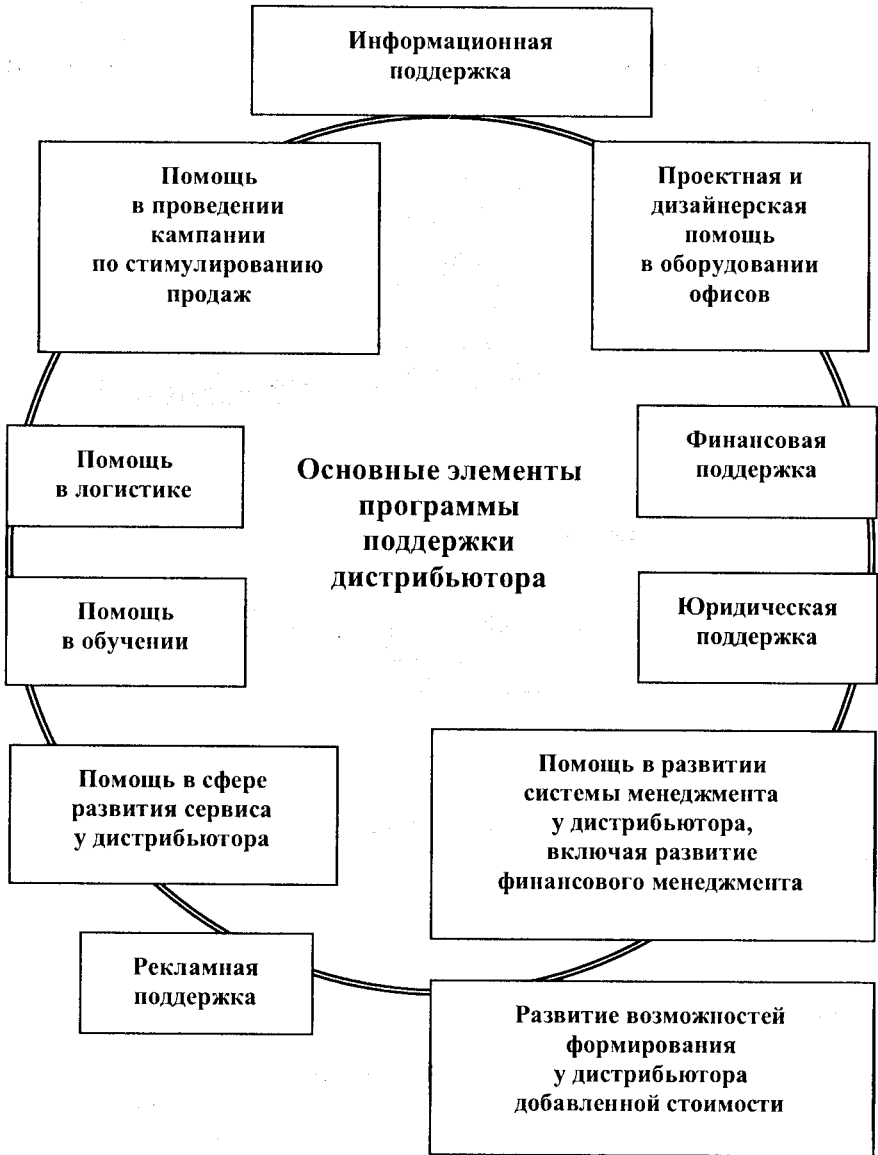 Информационная
поддержка
Помощь
в проведении
кампании
по стимулированию
продаж
Проектная и
дизайнерская
помощь
в оборудовании
офисов
Помощь
в логистике
Основные элементы
программы
поддержки
дистрибьютора
Финансовая
поддержка
Помощь
в обучении
Юридическая
поддержка
Помощь в сфере
развития сервиса
у дистрибьютора
Помощь в развитии
системы менеджмента
у дистрибьютора,
включая развитие
финансового менеджмента
Рекламная
поддержка
Развитие возможностей
формирования
у дистрибьютора
добавленной стоимости